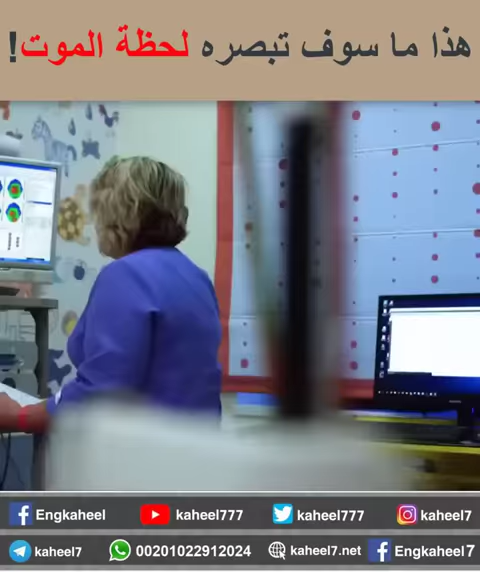 هذا ما سوف تبصره لحظة الموت!
Engkaheel kaheel777 kaheel777 kaheel7
kaheel7 00201022912024 kaheel7.net Engkaheel7